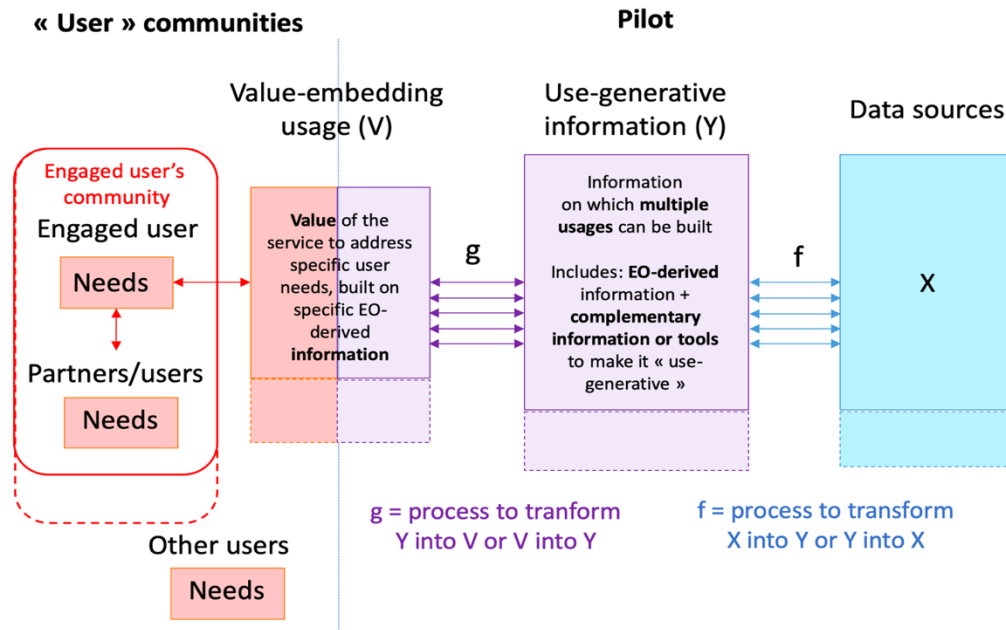 « User » communities
Pilot
Value-embedding
usage (V)
Use-generative
information (Y)
Data sources
Engaged user's
community
Engaged user
Needs
Partners/users
Needs
Value of the
service to address
specific user
needs, built on
specific EO-
derived
information
g
Information
on which multiple
usages can be built
Includes: EO-derived
information +
complementary
information or tools
to make it « use-
generative »
f
X
g = process to tranform
Y into V or V into Y
f = process to transform
X into Y or Y into X
Other users
Needs